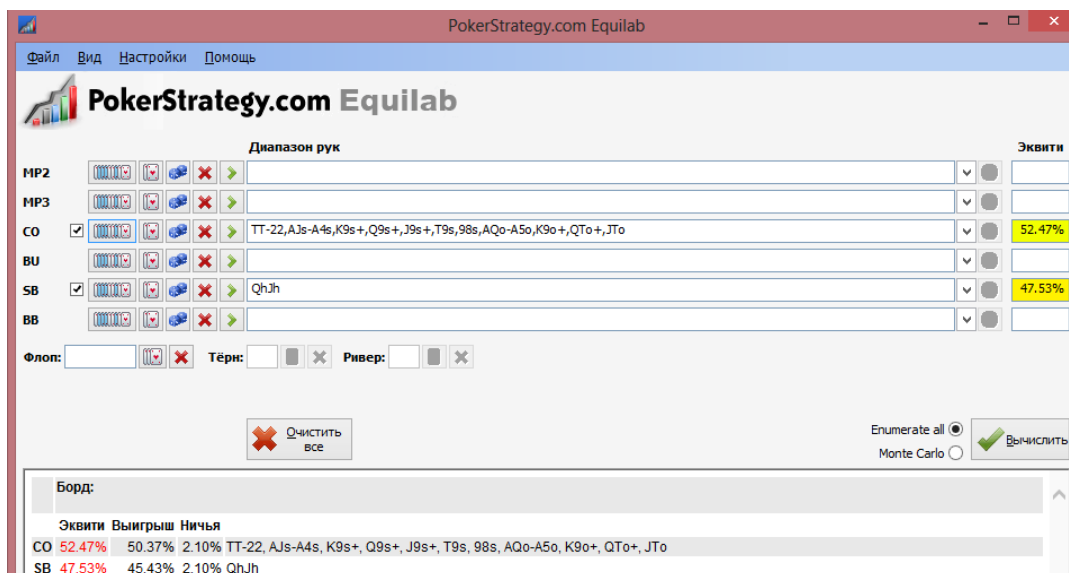 PokerStrategy.com Equilab
Файл Вид Настройки Помощь
PokerStrategy.com Equilab
Диапазон рук Эквити
MP2
MP3
CO TT-22,AJs-A4s,K9s+,Q9s+,J9s+,T9s,98s,AQo-A5o,K9o+,QTo+,JTo 52.47%
BU
SB QhJh 47.53%
BB
Флоп: Тёрн: Ривер:
Очистить
все
Enumerate all
Monte Carlo
Вычислить
Борд:
Эквити Выигрыш Ничья
CO 52.47% 50.37% 2.10% TT-22, AJs-A4s, K9s+, Q9s+, J9s+, T9s, 98s, AQo-A5o, K9o+, QTo+, JTo
SB 47.53% 45.43% 2.10% QhJh